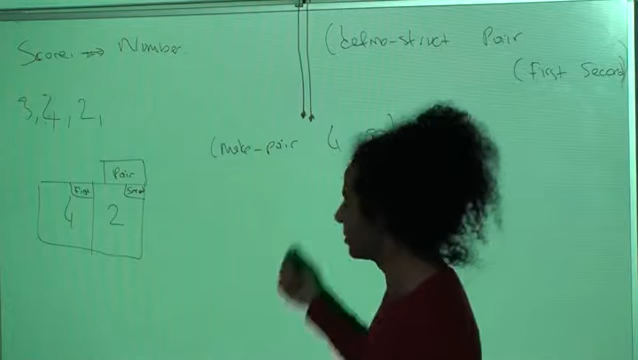 Score → Number
(define-struct Pair
(First Second)
3, 4, 2,
(make-pair 4
Pair
First Second
4 2